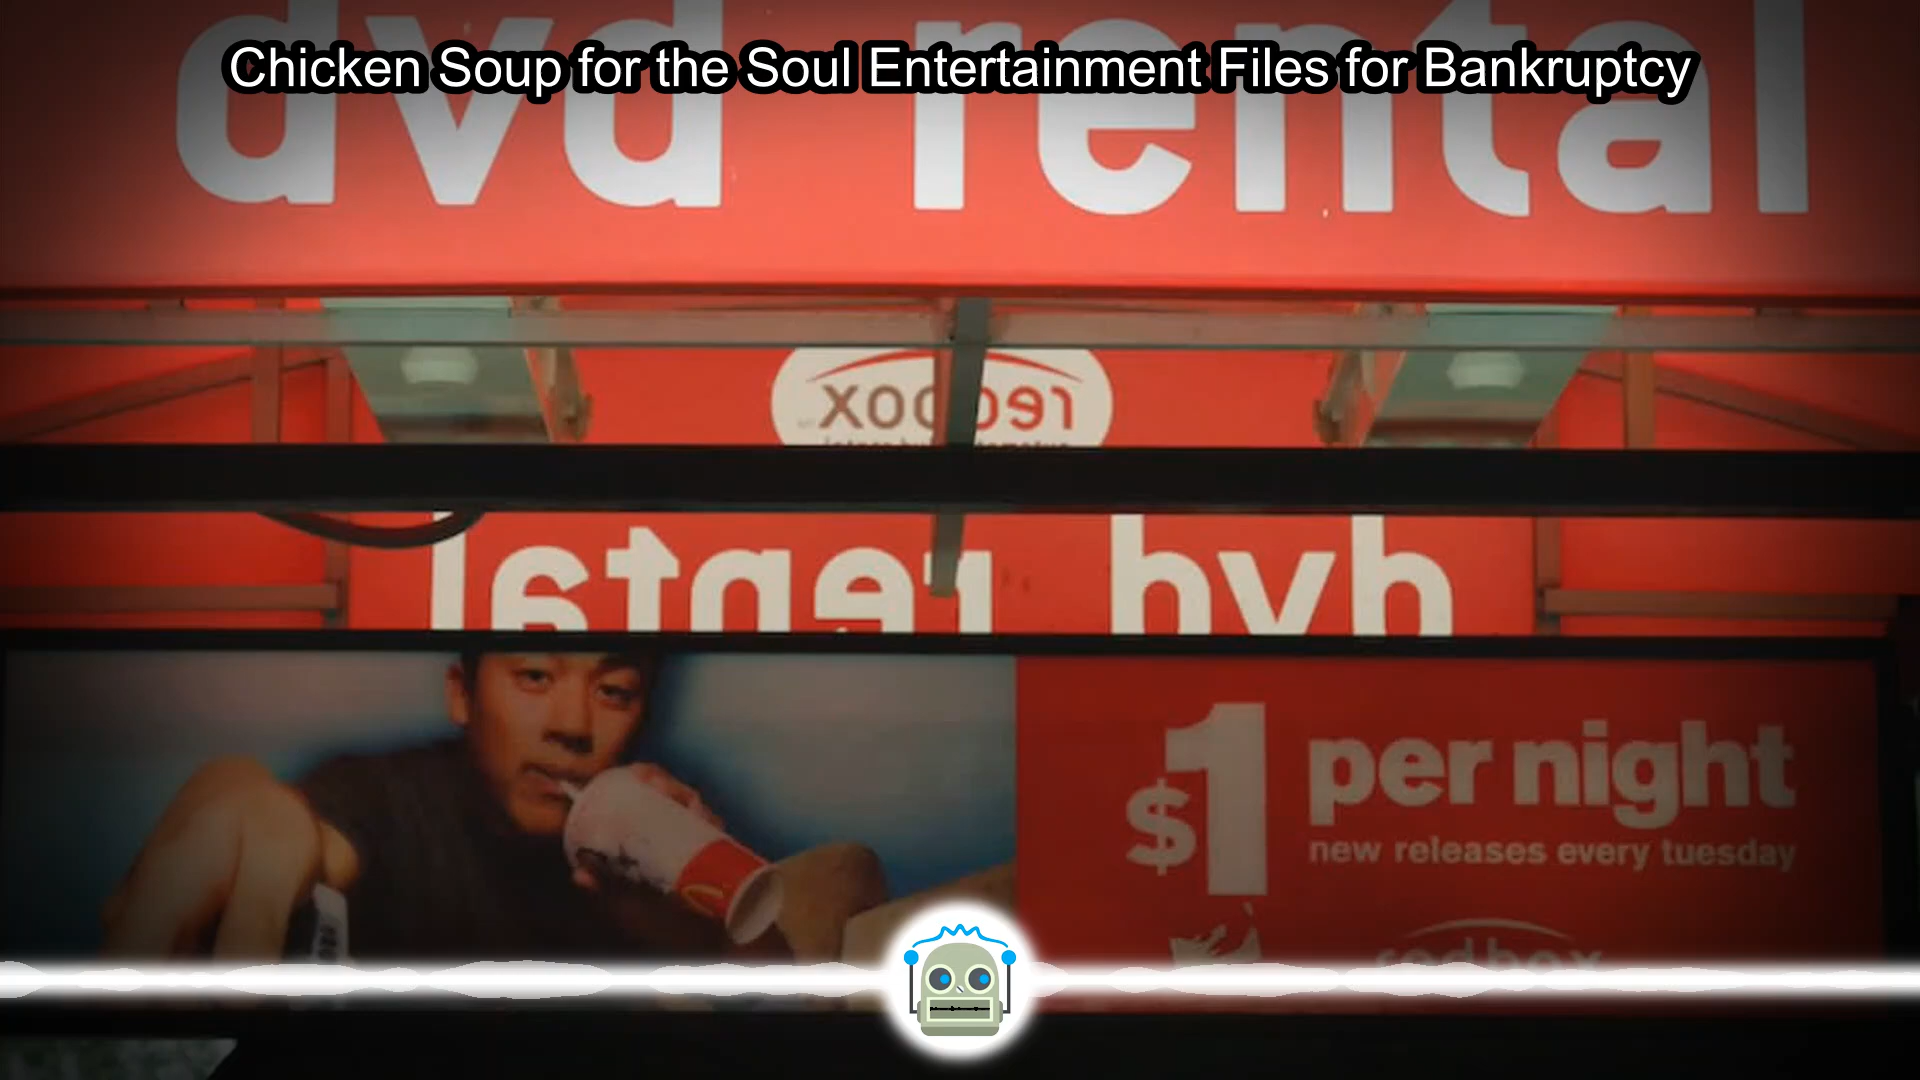 Chicken Soup for the Soul Entertainment Files for Bankruptcy
dvd rental
redbox
dvd rental
$1 per night
new releases every tuesday
redbox